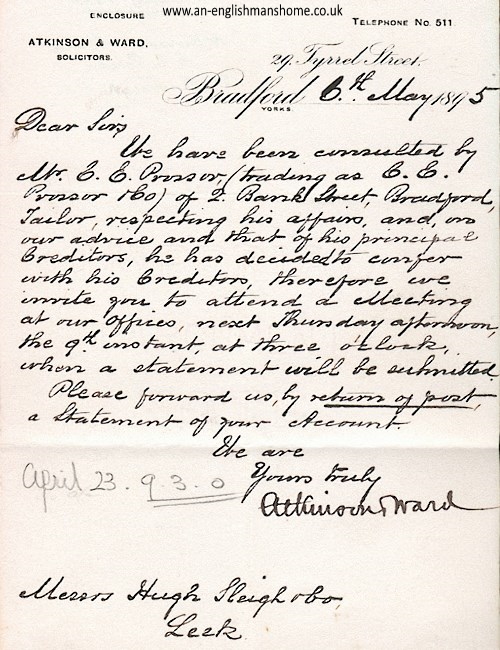 www.an-englishmanshome.co.uk
ENCLOSURE
TELEPHONE NO. 511.
ATKINSON & WARD,
SOLICITORS.
29, Tyrrel Street,
Bradford 6th May 1895
YORKS.
Dear Sirs
We have been consulted by
Mr. E. E. Prossor, (trading as E. E.
Prossor & Co) of 2 Bank Street, Bradford,
Tailor, respecting his affairs, and, on
our advice and that of his principal
Creditors, he has decided to confer
with his Creditors, therefore we
invite you to attend a Meeting
at our Offices, next Thursday afternoon,
the 9th instant, at three o'clock,
when a statement will be submitted.
Please forward us, by return of post,
a Statement of your Account.
We are
Yours truly
Atkinson & Ward
April 23. 9. 3. 0
Messrs Hugh Sleigh & Co,
Leek